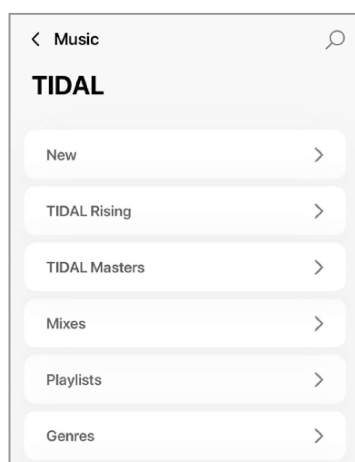 Music
TIDAL
New
TIDAL Rising
TIDAL Masters
Mixes
Playlists
Genres